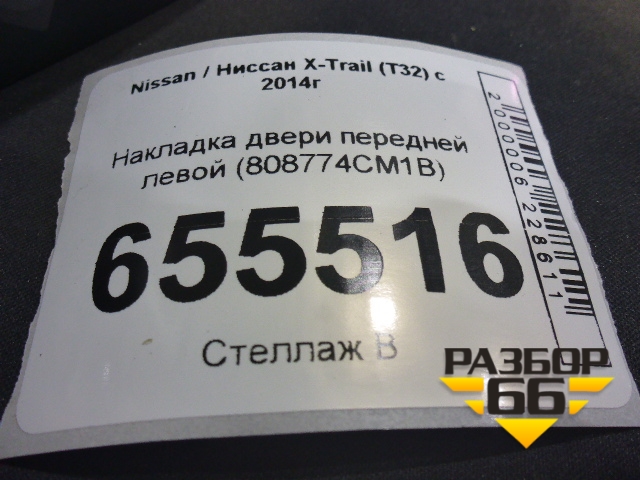 Nissan / Ниссан X-Trail (T32) с
2014г
Накладка двери передней
левой (808774CM1B)
655516
Стеллаж B
2000006228611
РАЗБОР
66